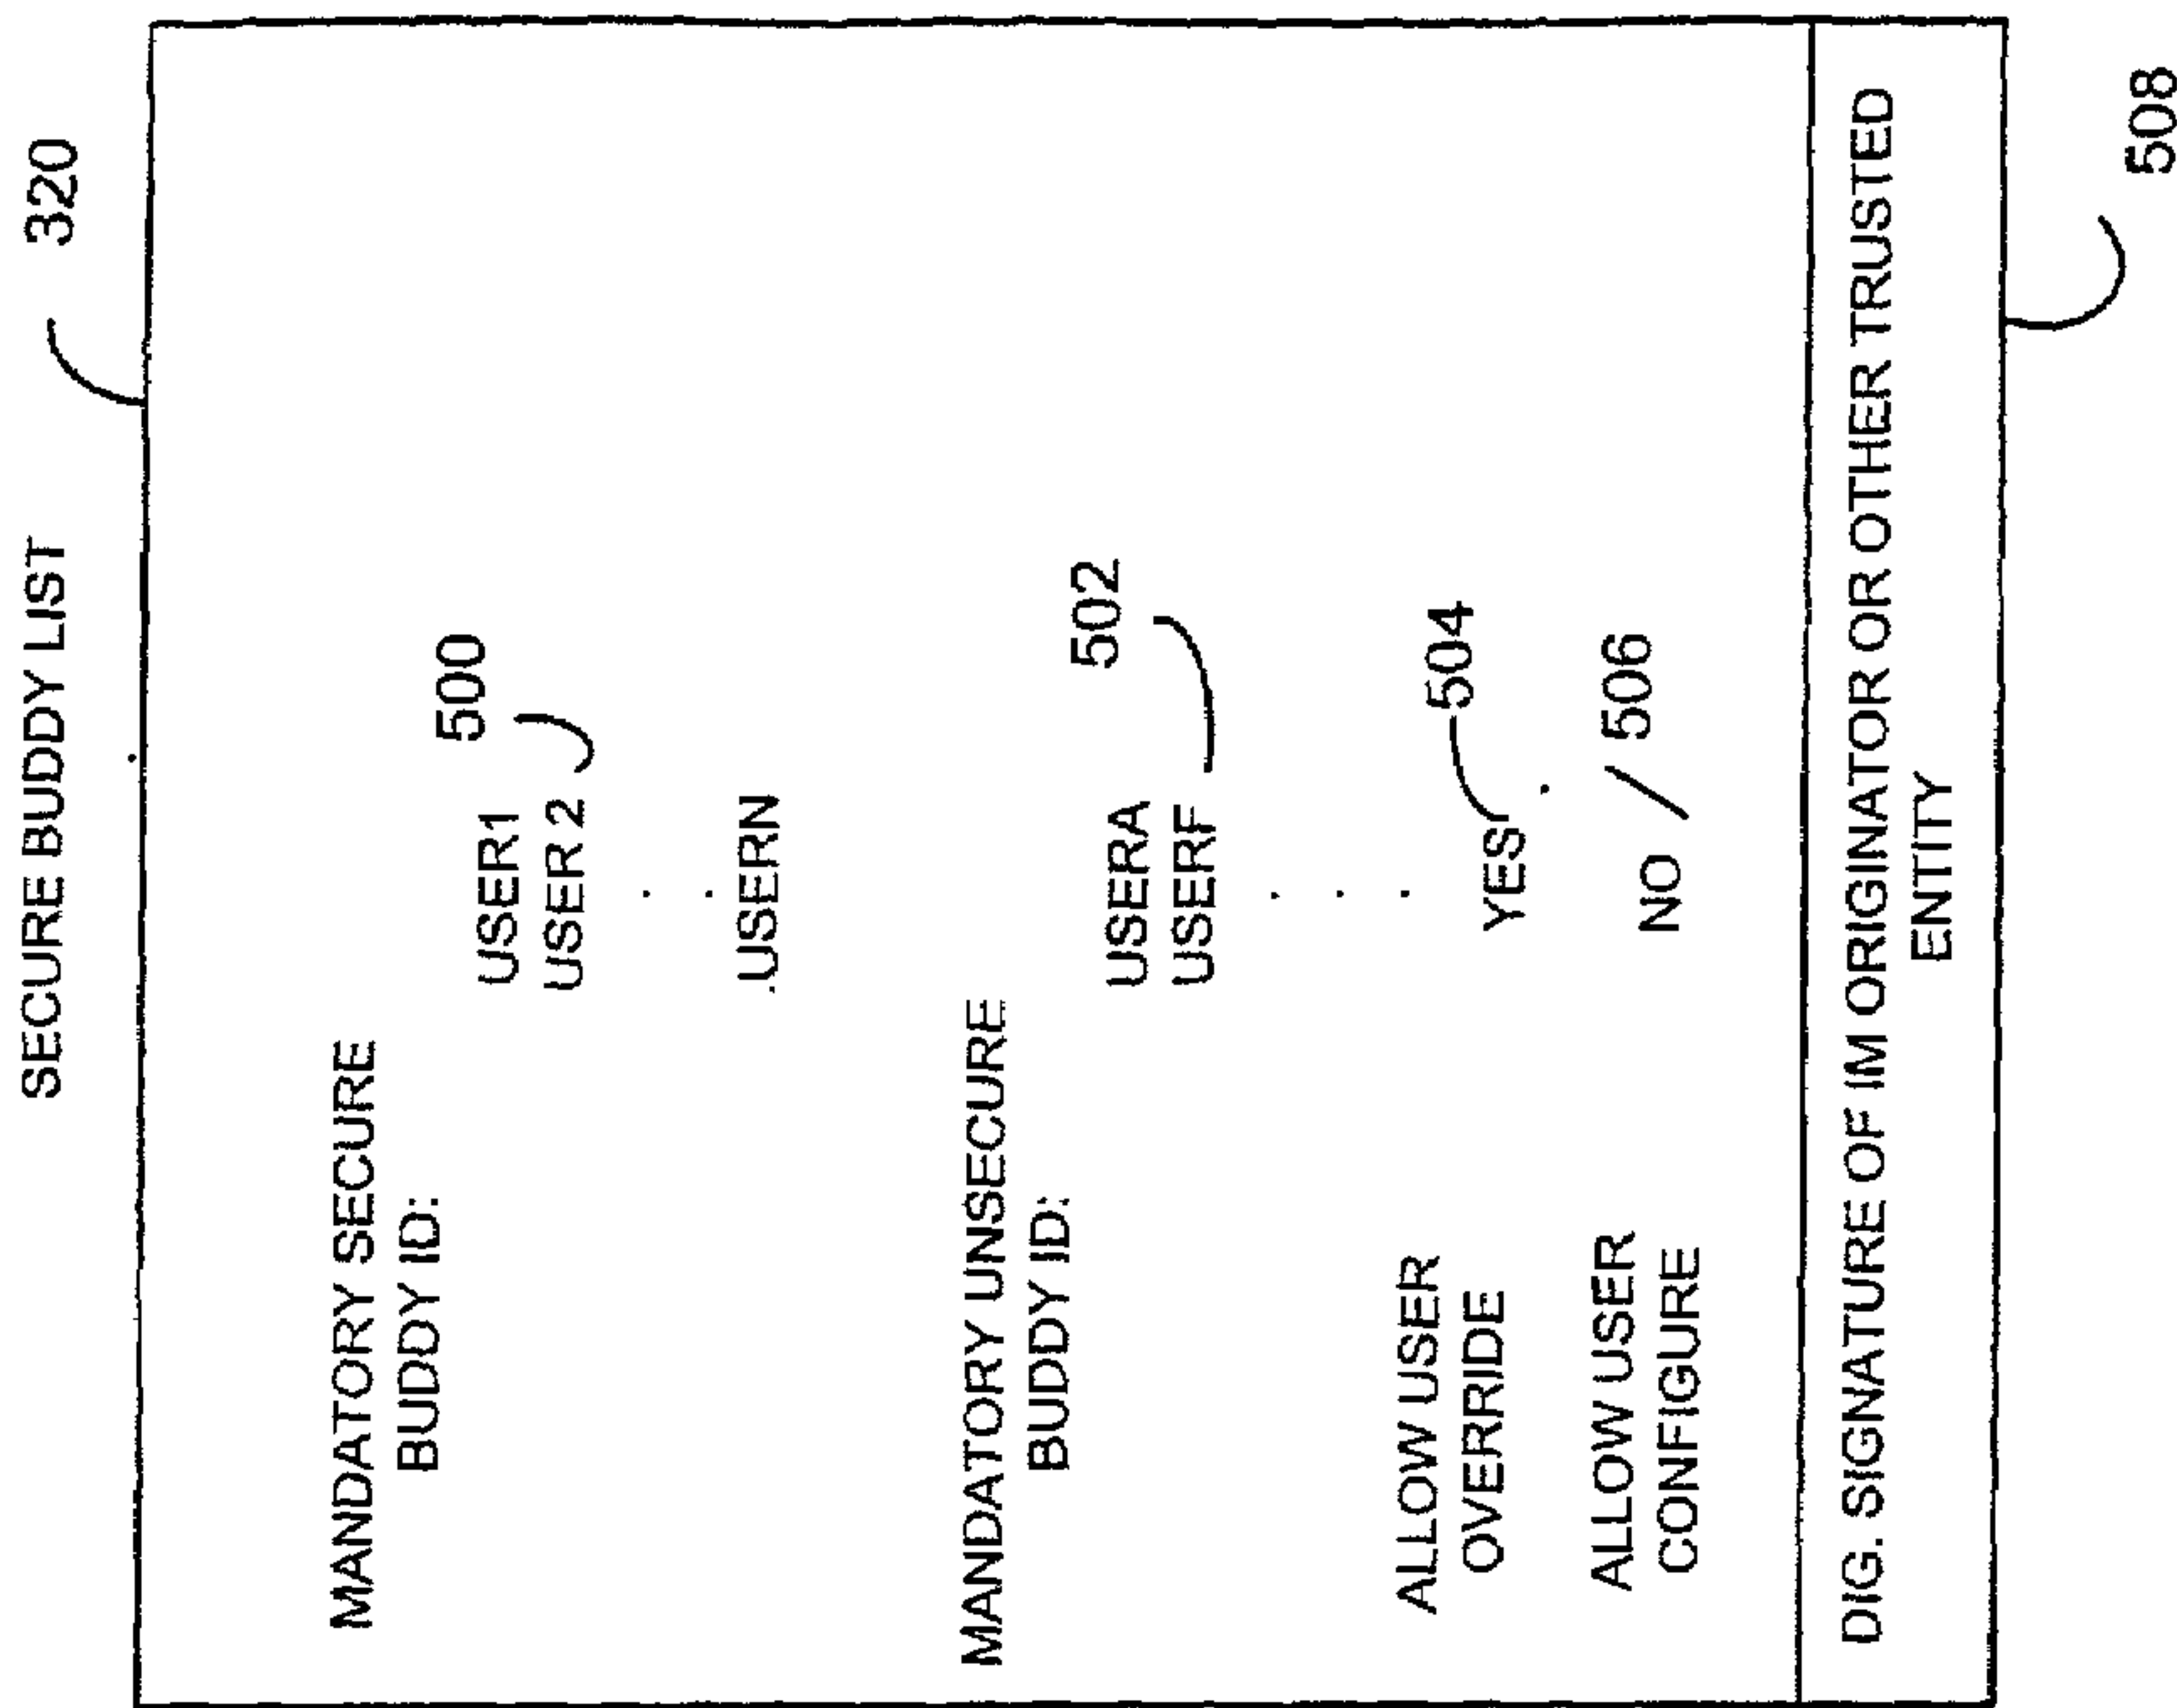 SECURE BUDDY LIST
320
MANDATORY SECURE
BUDDY ID:
500
USER1
USER 2
USERN
MANDATORY UNSECURE
BUDDY ID:
502
USERA
USERF
ALLOW USER
OVERRIDE
YES
504
ALLOW USER
CONFIGURE
NO
506
DIG. SIGNATURE OF IM ORIGINATOR OR OTHER TRUSTED
ENTITY
508